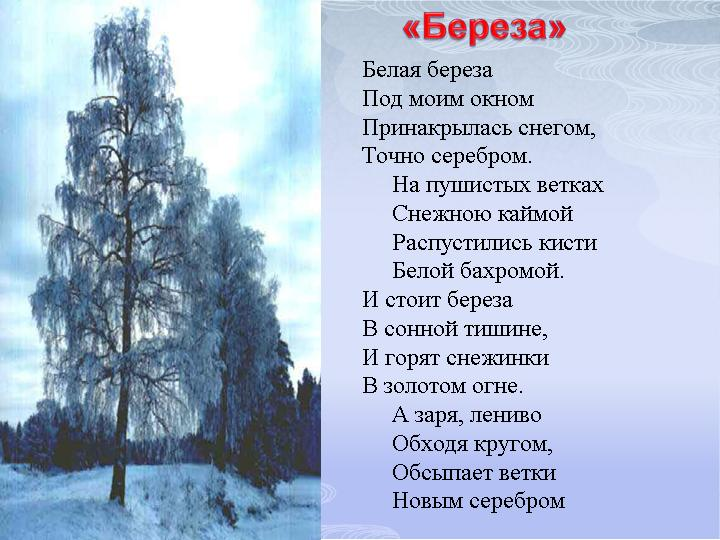 «Береза»
Белая береза
Под моим окном
Принакрылась снегом,
Точно серебром.
На пушистых ветках
Снежною каймой
Распустились кисти
Белой бахромой.
И стоит береза
В сонной тишине,
И горят снежинки
В золотом огне.
А заря, лениво
Обходя кругом,
Обсыпает ветки
Новым серебром